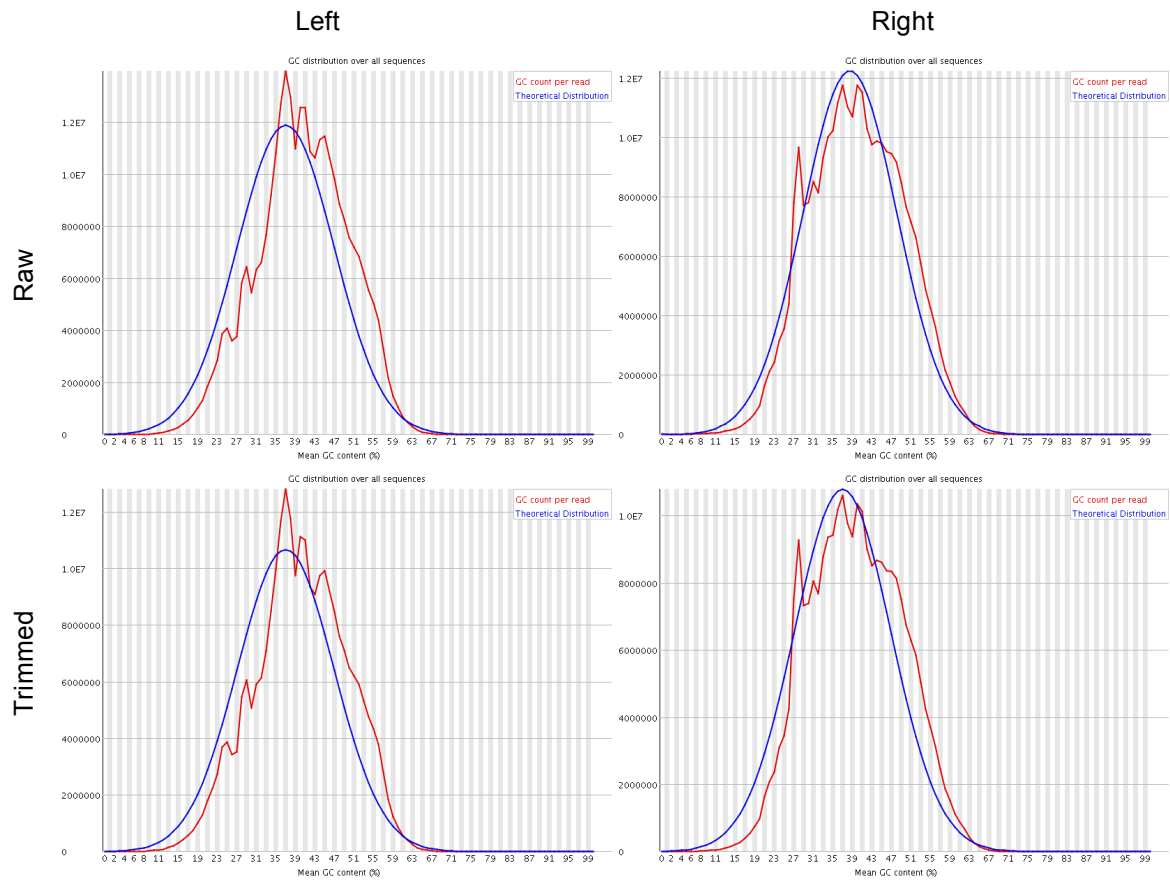 Left
Right
GC distribution over all sequences
GC count per read
Theoretical Distribution
1.2E7
1.0E7
8000000
6000000
4000000
2000000
0
0 2 4 6 8 11 15 19 23 27 31 35 39 43 47 51 55 59 63 67 71 75 79 83 87 91 95 99
Mean GC content (%)
GC distribution over all sequences
GC count per read
Theoretical Distribution
1.2E7
1.0E7
8000000
6000000
4000000
2000000
0
0 2 4 6 8 11 15 19 23 27 31 35 39 43 47 51 55 59 63 67 71 75 79 83 87 91 95 99
Mean GC content (%)
Raw
GC distribution over all sequences
GC count per read
Theoretical Distribution
1.2E7
1.0E7
8000000
6000000
4000000
2000000
0
0 2 4 6 8 11 15 19 23 27 31 35 39 43 47 51 55 59 63 67 71 75 79 83 87 91 95 99
Mean GC content (%)
GC distribution over all sequences
GC count per read
Theoretical Distribution
1.0E7
8000000
6000000
4000000
2000000
0
0 2 4 6 8 11 15 19 23 27 31 35 39 43 47 51 55 59 63 67 71 75 79 83 87 91 95 99
Mean GC content (%)
Trimmed